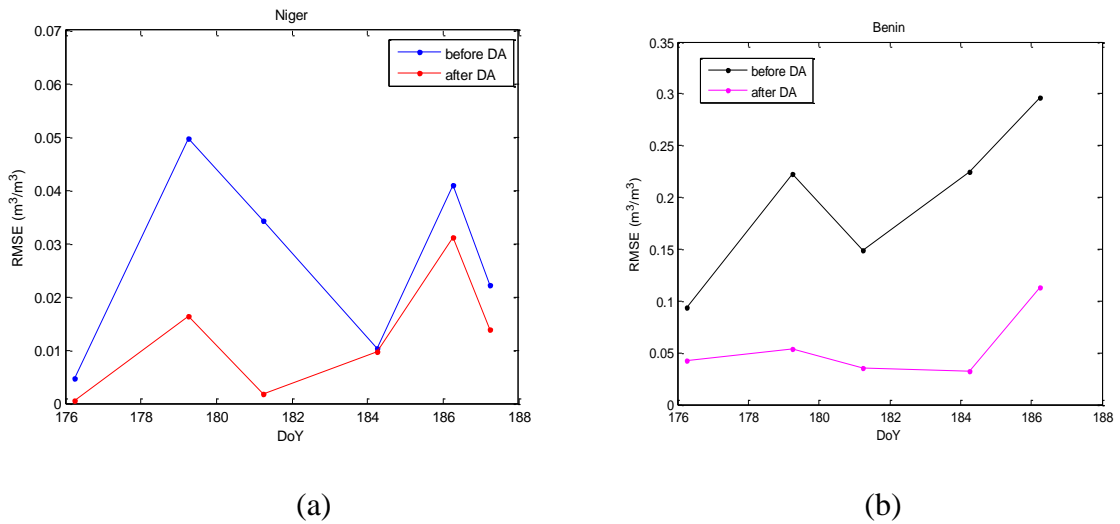 Niger
0.07
0.06
0.05
0.04
0.03
0.02
0.01
0
RMSE (m³/m³)
before DA
after DA
176 178 180 182 184 186 188
DoY
(a)
Benin
0.35
0.3
0.25
0.2
0.15
0.1
0.05
0
RMSE (m³/m³)
before DA
after DA
176 178 180 182 184 186 188
DoY
(b)